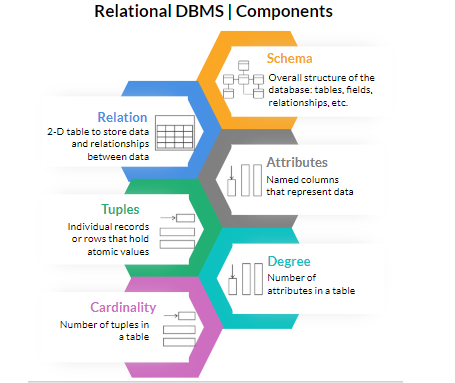 Relational DBMS | Components
Schema
Overall structure of the
database: tables, fields,
relationships, etc.
Relation
2-D table to store data
and relationships
between data
Attributes
Named columns
that represent data
Tuples
Individual records
or rows that hold
atomic values
Degree
Number of
attributes in a table
Cardinality
Number of tuples in
a table